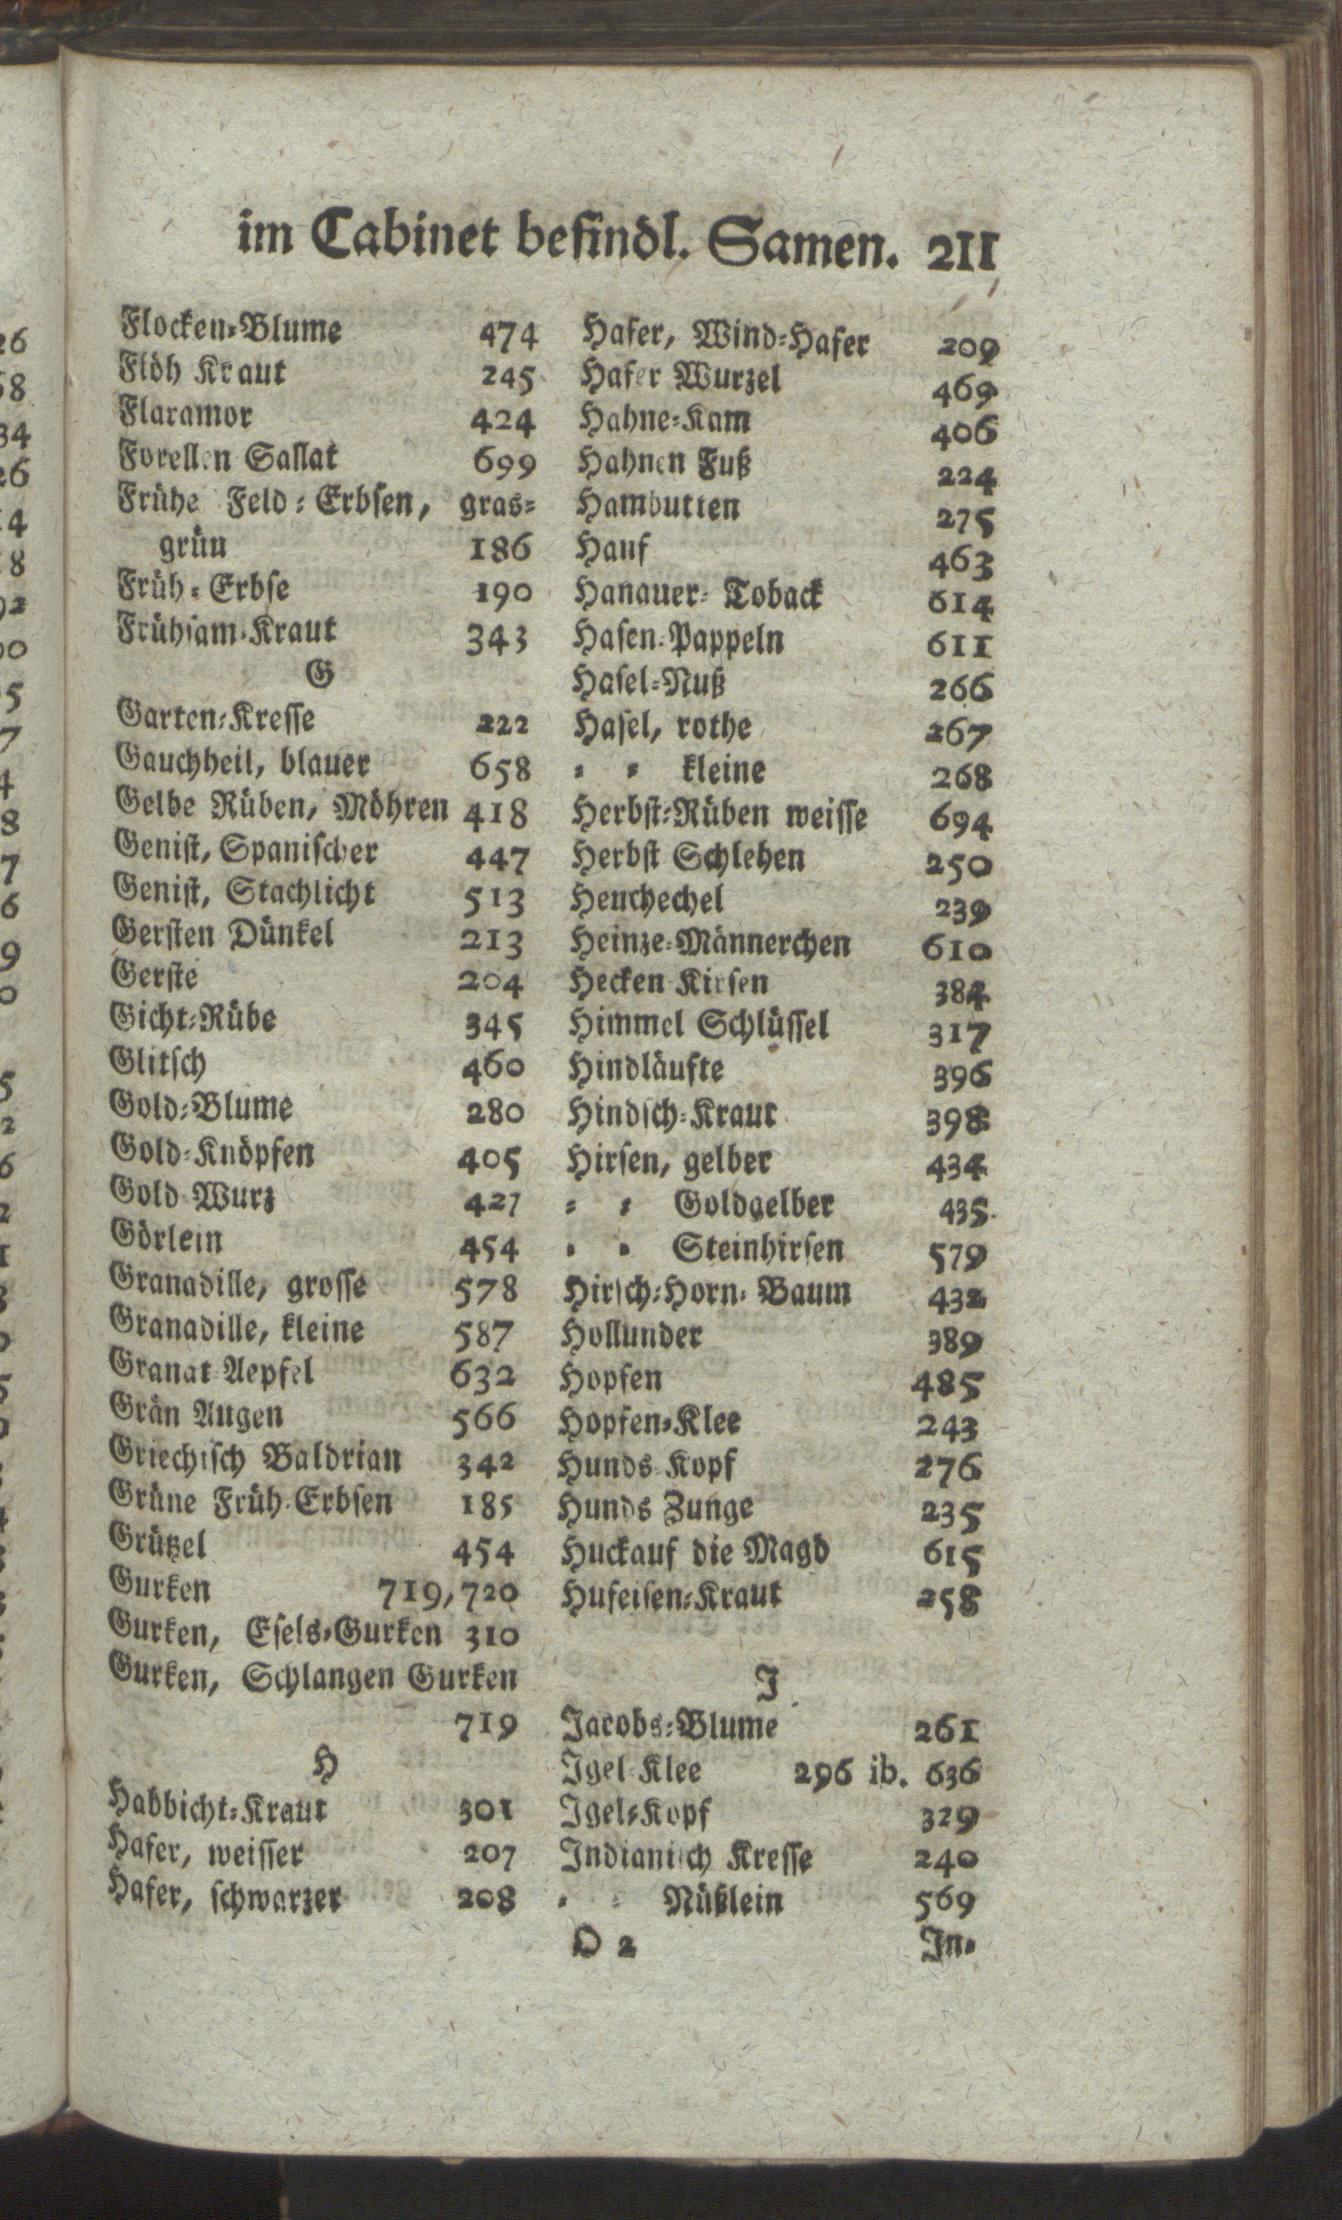 im Cabinet befindl. Samen. 211
Flocken-Blume 474
Flöh Kraut 245
Flaramor 424
Forellen Sallat 699
Frühe Feld-Erbsen, gras-
grün 186
Früh-Erbse 190
Frühsam-Kraut 343
G
Garten-Kresse 222
Gauchheil, blauer 658
Gelbe Rüben, Möhren 418
Genist, Spanischer 447
Genist, Stachlicht 513
Gersten Dünkel 213
Gerste 204
Gicht-Rübe 345
Glitsch 460
Gold-Blume 280
Gold-Knöpfen 405
Gold Wurz 427
Görlein 454
Granadille, grosse 578
Granadille, kleine 587
Granat-Aepfel 632
Grän Augen 566
Griechisch Baldrian 342
Grüne Früh-Erbsen 185
Grützel 454
Gurken 719, 720
Gurken, Esels-Gurken 310
Gurken, Schlangen Gurken
719
H
Habbicht-Kraut 301
Hafer, weisser 207
Hafer, schwarzer 208
Hafer, Wind-Hafer 209
Hafer Wurzel 469
Hahne-Kam 406
Hahnen Fuß 224
Hambutten 275
Hanf 463
Hanauer-Toback 614
Hasen-Pappeln 611
Hasel-Nuß 266
Hasel, rothe 267
- - kleine 268
Herbst-Rüben weisse 694
Herbst Schlehen 250
Heuchechel 239
Heinze-Männerchen 610
Hecken Kirsen 384
Himmel Schlüssel 317
Hindläufte 396
Hindsch-Kraut 398
Hirsen, gelber 434
- - Goldgelber 435
- - Steinhirsen 579
Hirsch-Horn-Baum 432
Hollunder 389
Hopfen 485
Hopfen-Klee 243
Hunds-Kopf 276
Hunds Zunge 235
Huckauf die Magd 615
Hufeisen-Kraut 258
J
Jacobs-Blume 261
Igel-Klee 296 ib. 636
Igel-Kopf 329
Indianisch Kresse 240
- - Nüßlein 569
O 2 In-